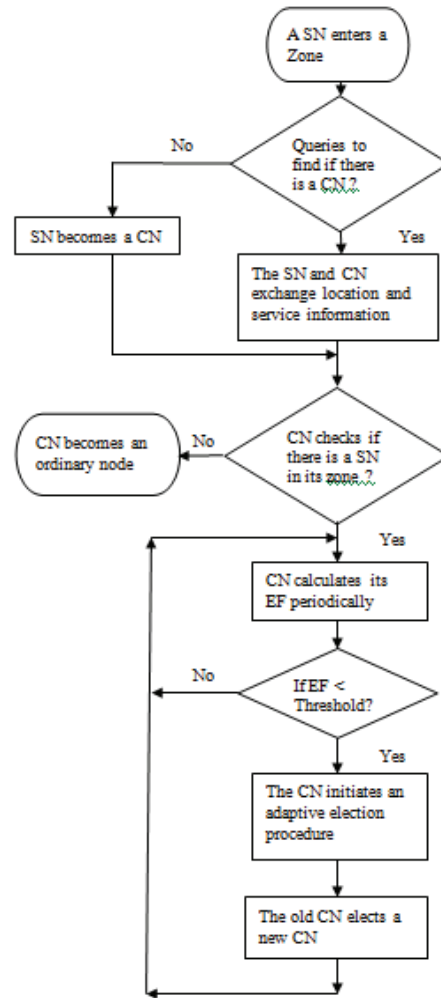 A SN enters a
Zone
Queries to
find if there
is a CN ?
No
Yes
SN becomes a CN
The SN and CN
exchange location and
service information
CN checks if
there is a SN
in its zone ?
No
CN becomes an
ordinary node
Yes
CN calculates its
EF periodically
If EF <
Threshold?
No
Yes
The CN initiates an
adaptive election
procedure
The old CN elects a
new CN